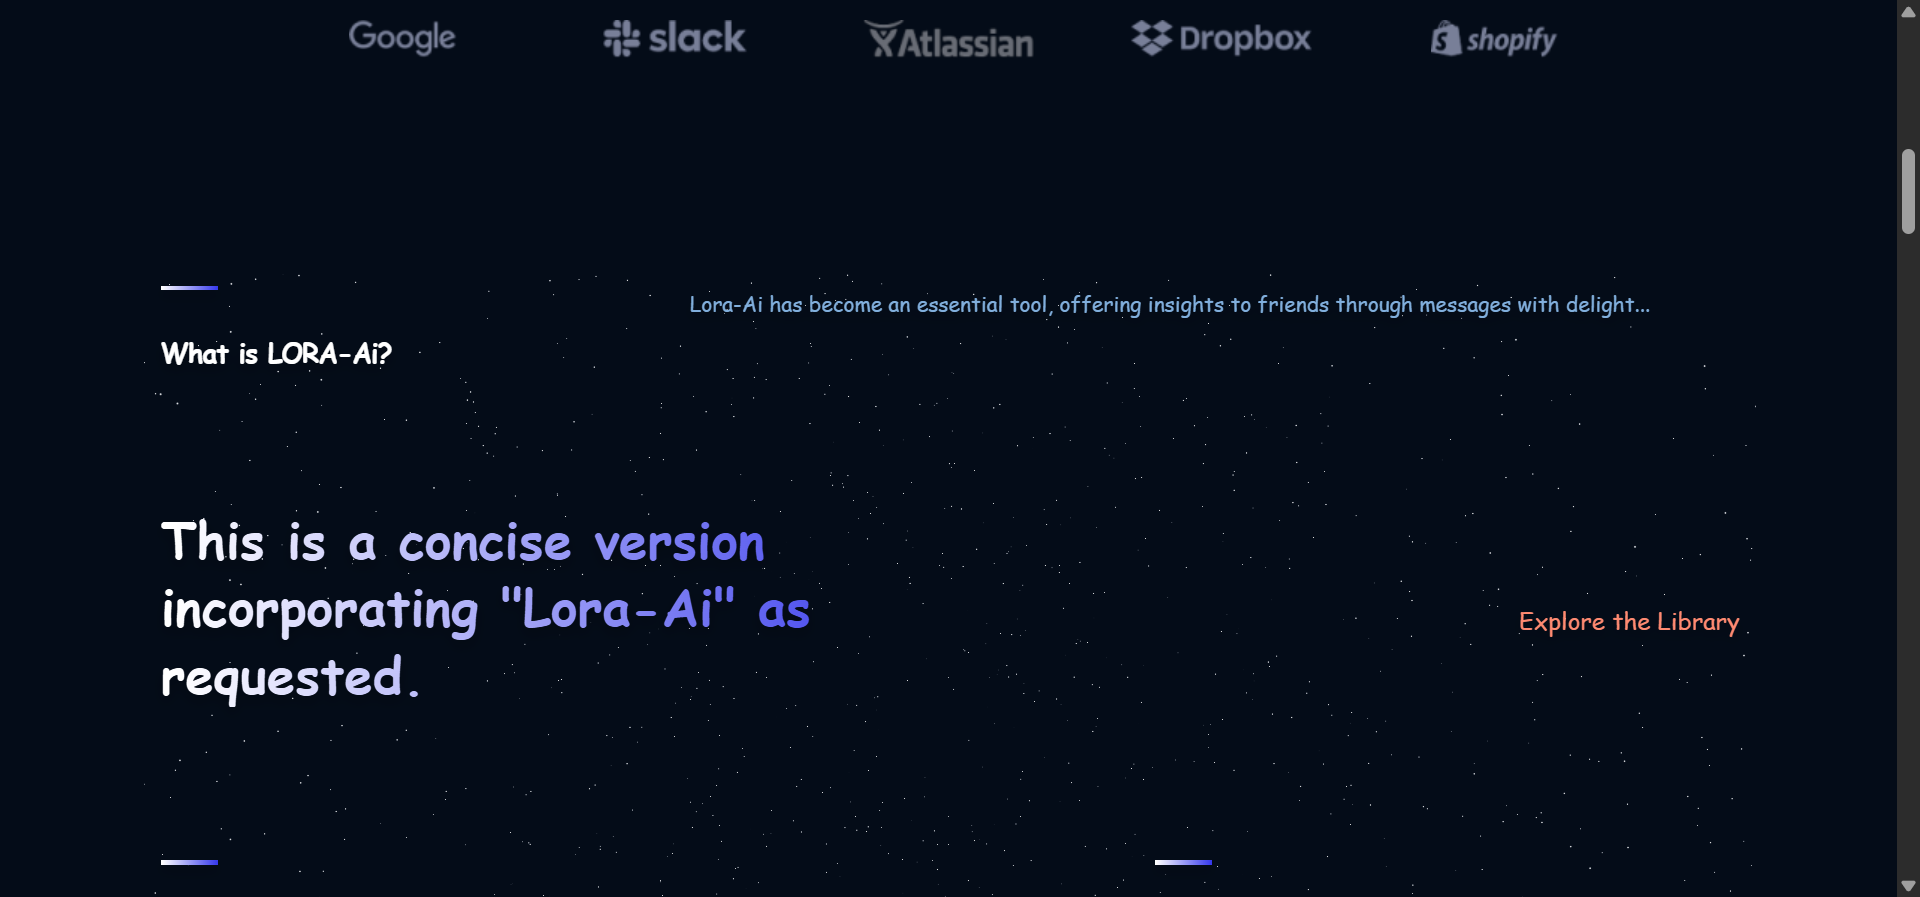 Google slack Atlassian Dropbox shopify
Lora-Ai has become an essential tool, offering insights to friends through messages with delight...
What is LORA-Ai?
This is a concise version
incorporating "Lora-Ai" as
requested.
Explore the Library